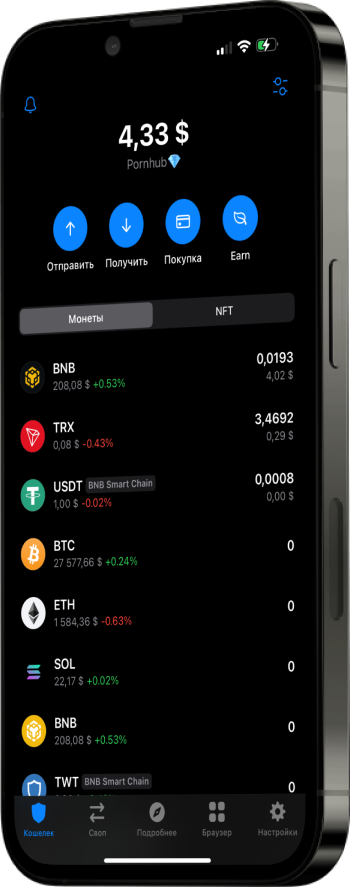 4,33 $
Pornhub💎
Отправить Получить Покупка Earn
Монеты NFT
BNB 0,0193
208,08 $ +0.53% 4,02 $
TRX 3,4692
0,08 $ -0.43% 0,29 $
USDT BNB Smart Chain 0,0008
1,00 $ -0.02% 0,00 $
BTC 0
27 577,66 $ +0.24%
ETH 0
1 584,36 $ -0.63%
SOL 0
22,17 $ +0.02%
BNB 0
208,08 $ +0.53%
TWT BNB Smart Chain 0
Кошелек Своп Подробнее Браузер Настройки